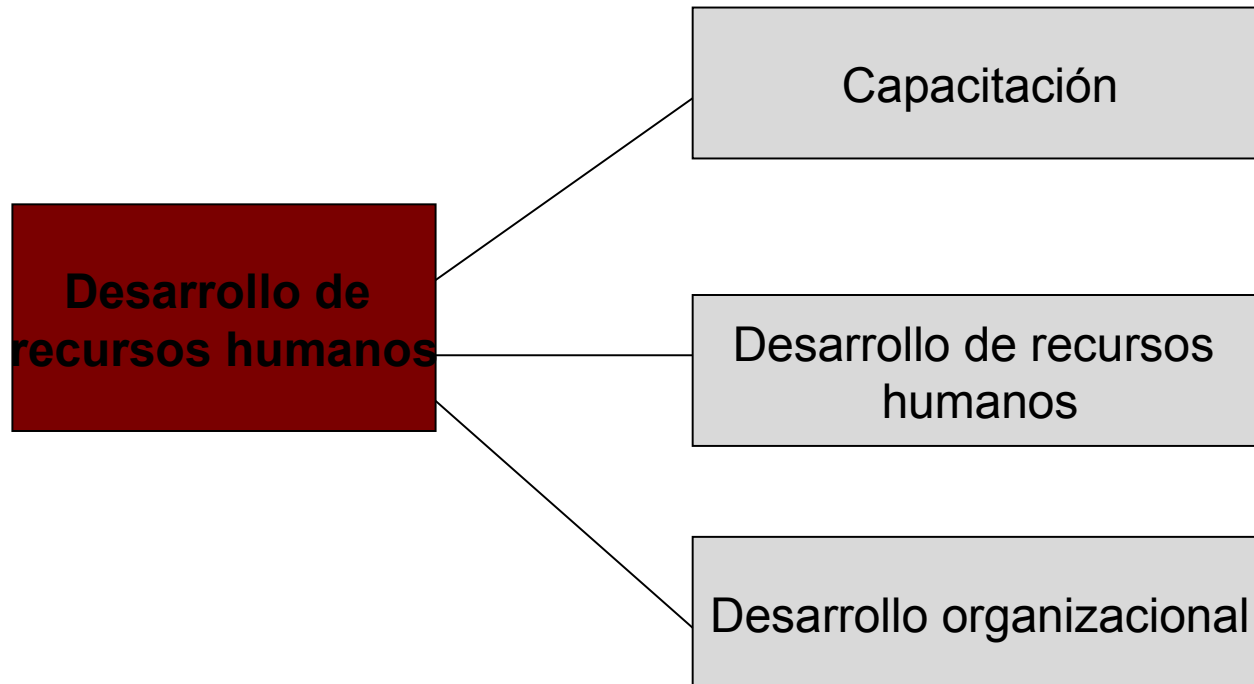 Capacitación
Desarrollo de
recursos humanos
Desarrollo de recursos
humanos
Desarrollo organizacional